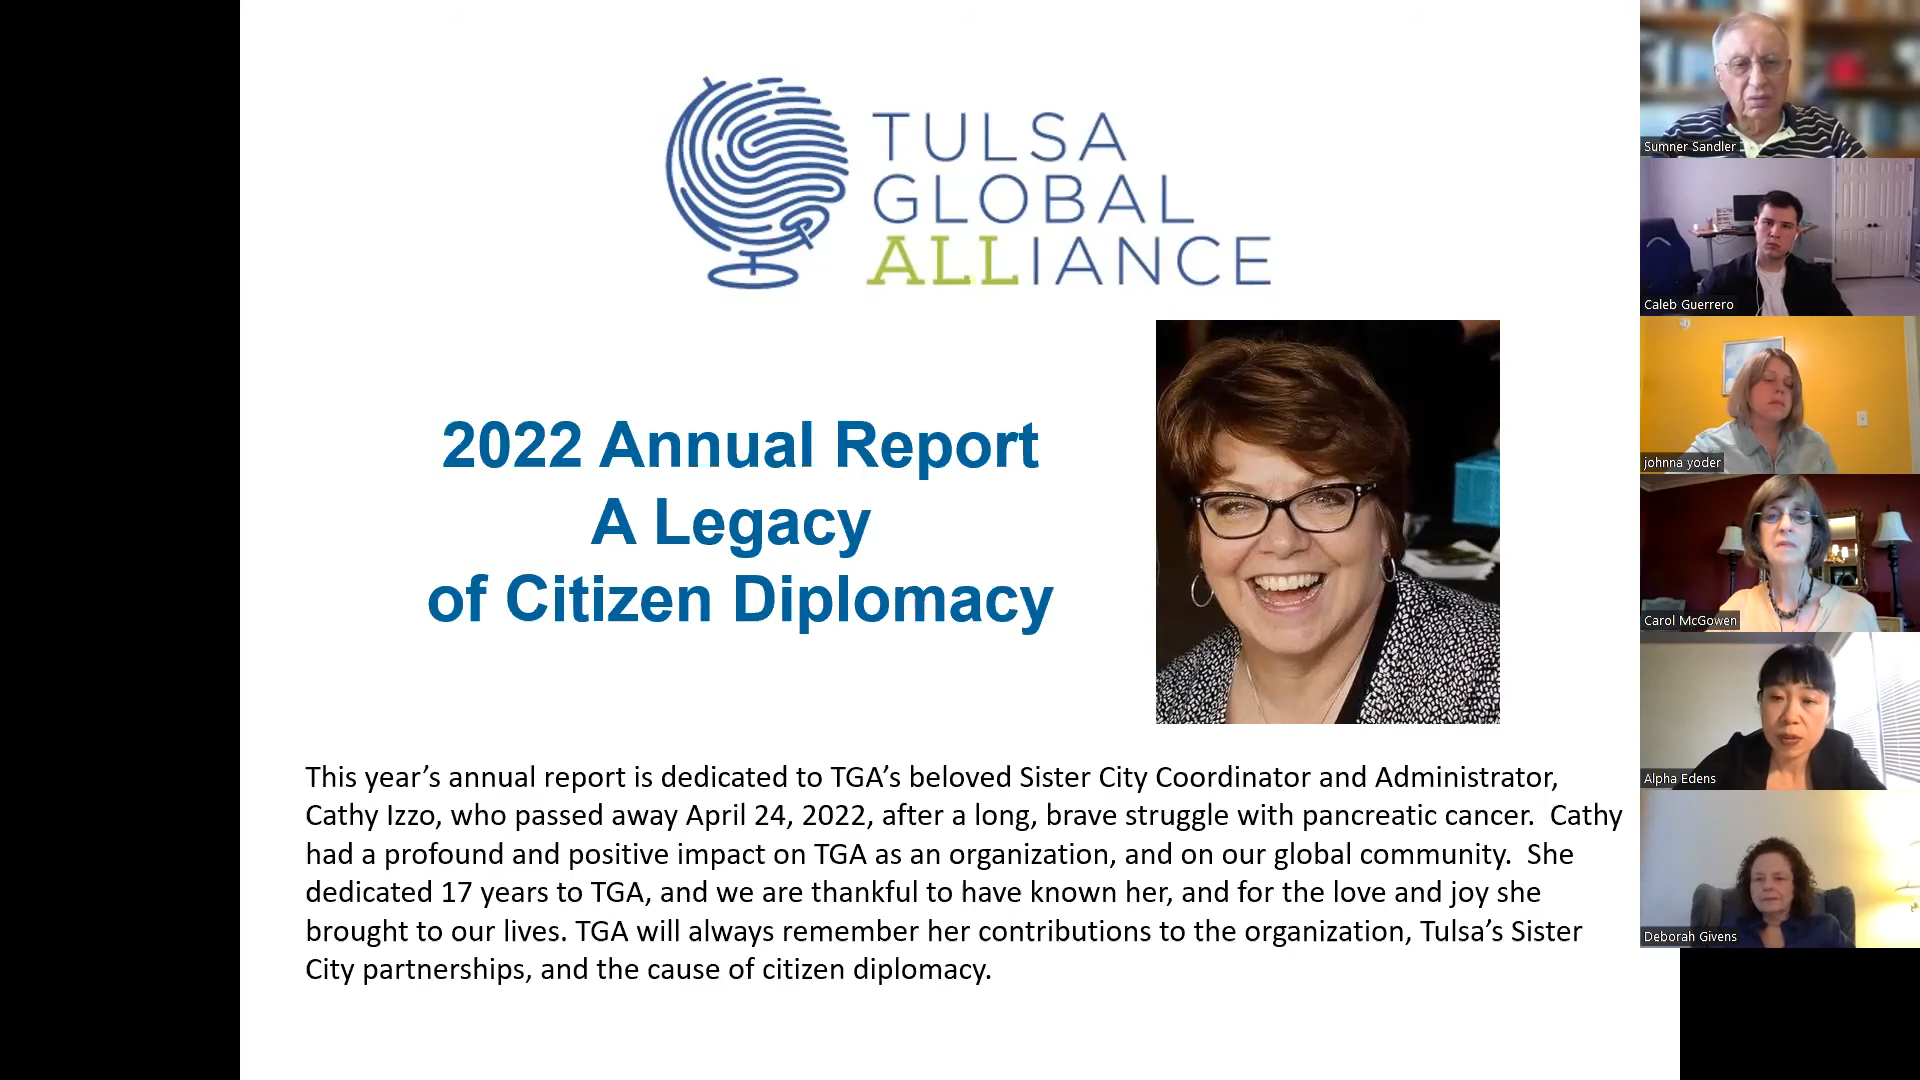 TULSA
GLOBAL
ALLIANCE
2022 Annual Report
A Legacy
of Citizen Diplomacy
This year’s annual report is dedicated to TGA’s beloved Sister City Coordinator and Administrator,
Cathy Izzo, who passed away April 24, 2022, after a long, brave struggle with pancreatic cancer.  Cathy
had a profound and positive impact on TGA as an organization, and on our global community.  She
dedicated 17 years to TGA, and we are thankful to have known her, and for the love and joy she
brought to our lives. TGA will always remember her contributions to the organization, Tulsa’s Sister
City partnerships, and the cause of citizen diplomacy.
Sumner Sandler
Caleb Guerrero
johnna yoder
Carol McGowen
Alpha Edens
Deborah Givens